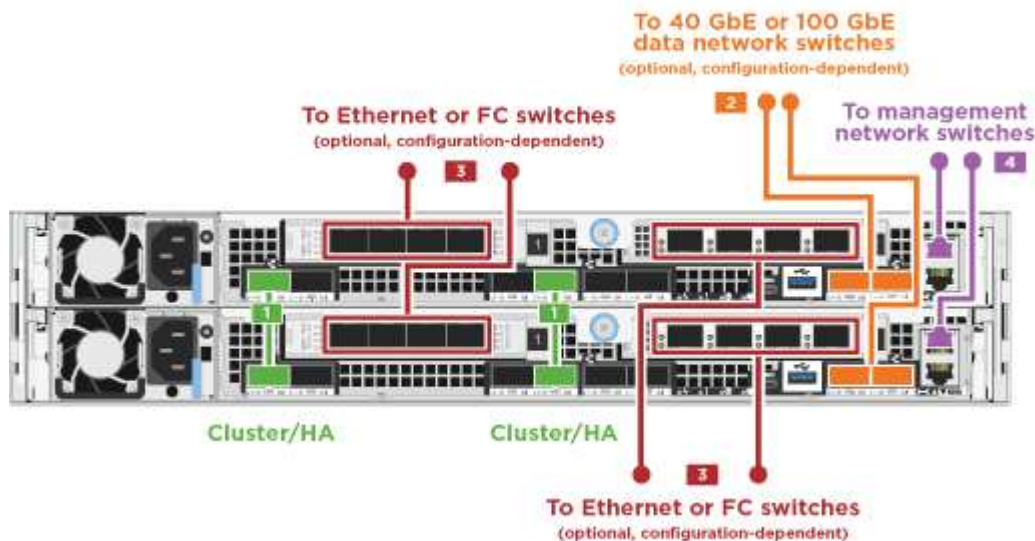 To 40 GbE or 100 GbE
data network switches
(optional, configuration-dependent)
2
To management
network switches
4
To Ethernet or FC switches
(optional, configuration-dependent)
3
1
1
1
1
Cluster/HA
Cluster/HA
3
To Ethernet or FC switches
(optional, configuration-dependent)